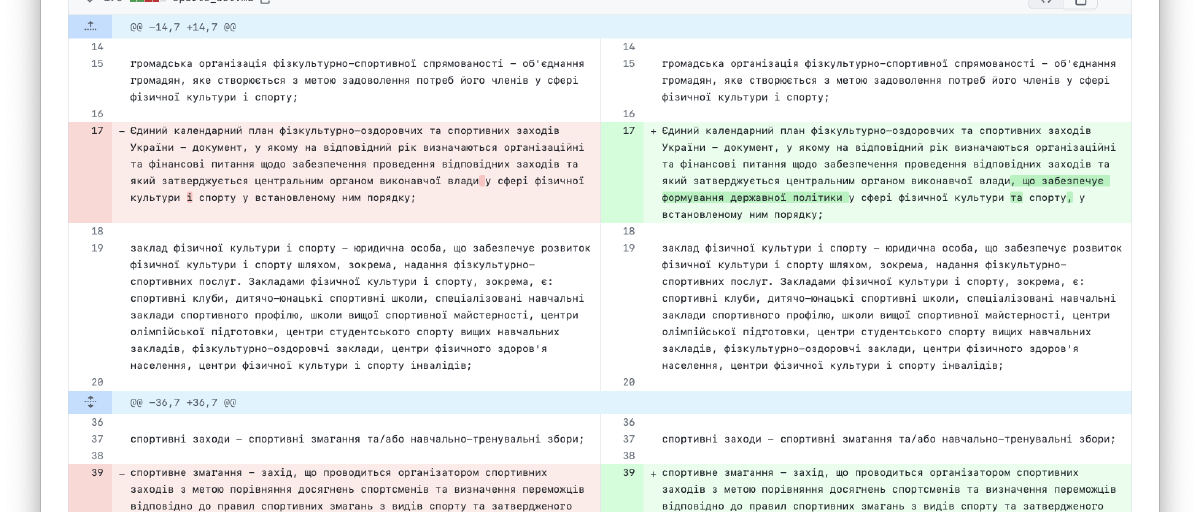 @@ -14,7 +14,7 @@
14
15 громадська організація фізкультурно-спортивної спрямованості - об'єднання
громадян, яке створюється з метою задоволення потреб його членів у сфері
фізичної культури і спорту;
16
17 - Єдиний календарний план фізкультурно-оздоровчих та спортивних заходів
України - документ, у якому на відповідний рік визначаються організаційні
та фінансові питання щодо забезпечення проведення відповідних заходів та
який затверджується центральним органом виконавчої влади у сфері фізичної
культури і спорту у встановленому ним порядку;
18
19 заклад фізичної культури і спорту - юридична особа, що забезпечує розвиток
фізичної культури і спорту шляхом, зокрема, надання фізкультурно-
спортивних послуг. Закладами фізичної культури і спорту, зокрема, є:
спортивні клуби, дитячо-юнацькі спортивні школи, спеціалізовані навчальні
заклади спортивного профілю, школи вищої спортивної майстерності, центри
олімпійської підготовки, центри студентського спорту вищих навчальних
закладів, фізкультурно-оздоровчі заклади, центри фізичного здоров'я
населення, центри фізичної культури і спорту інвалідів;
20
14
15 громадська організація фізкультурно-спортивної спрямованості - об'єднання
громадян, яке створюється з метою задоволення потреб його членів у сфері
фізичної культури і спорту;
16
17 + Єдиний календарний план фізкультурно-оздоровчих та спортивних заходів
України - документ, у якому на відповідний рік визначаються організаційні
та фінансові питання щодо забезпечення проведення відповідних заходів та
який затверджується центральним органом виконавчої влади, що забезпечує
формування державної політики у сфері фізичної культури та спорту, у
встановленому ним порядку;
18
19 заклад фізичної культури і спорту - юридична особа, що забезпечує розвиток
фізичної культури і спорту шляхом, зокрема, надання фізкультурно-
спортивних послуг. Закладами фізичної культури і спорту, зокрема, є:
спортивні клуби, дитячо-юнацькі спортивні школи, спеціалізовані навчальні
заклади спортивного профілю, школи вищої спортивної майстерності, центри
олімпійської підготовки, центри студентського спорту вищих навчальних
закладів, фізкультурно-оздоровчі заклади, центри фізичного здоров'я
населення, центри фізичної культури і спорту інвалідів;
20
@@ -36,7 +36,7 @@
36
37 спортивні заходи - спортивні змагання та/або навчально-тренувальні збори;
38
39 - спортивне змагання - захід, що проводиться організатором спортивних
заходів з метою порівняння досягнень спортсменів та визначення переможців
відповідно до правил спортивних змагань з видів спорту та затвердженого
36
37 спортивні заходи - спортивні змагання та/або навчально-тренувальні збори;
38
39 + спортивне змагання - захід, що проводиться організатором спортивних
заходів з метою порівняння досягнень спортсменів та визначення переможців
відповідно до правил спортивних змагань з видів спорту та затвердженого